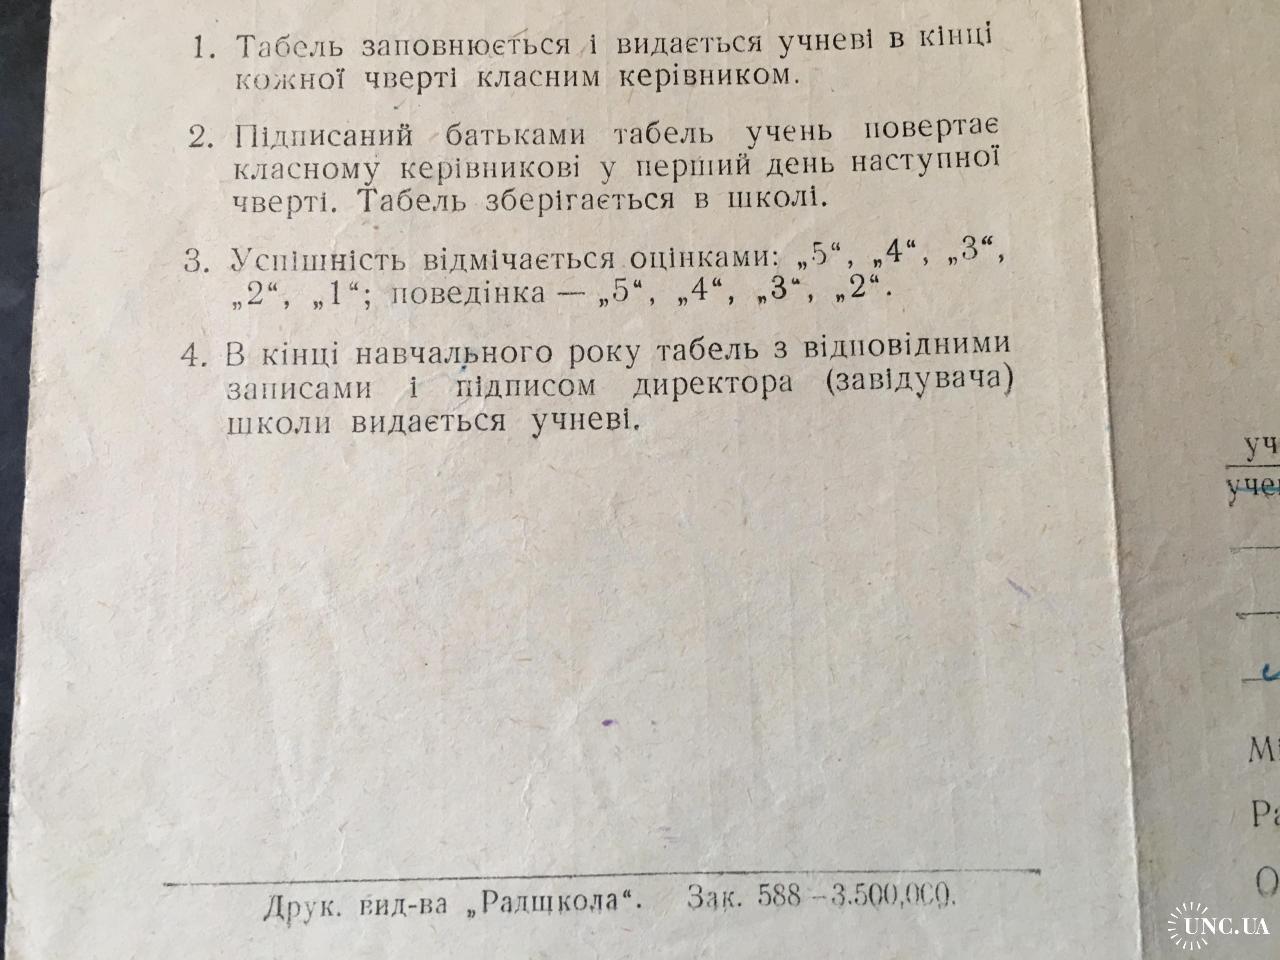 1. Табель заповнюється і видається учневі в кінці
кожної чверті класним керівником.
2. Підписаний батьками табель учень повертає
класному керівникові у перший день наступної
чверті. Табель зберігається в школі.
3. Успішність відмічається оцінками: „5“, „4“, „3“,
„2“, „1“; поведінка — „5“, „4“, „3“, „2“.
4. В кінці навчального року табель з відповідними
записами і підписом директора (завідувача)
школи видається учневі.
Друк. вид-ва „Радшкола“. Зак. 588 –3.500,000.
UNC.UA